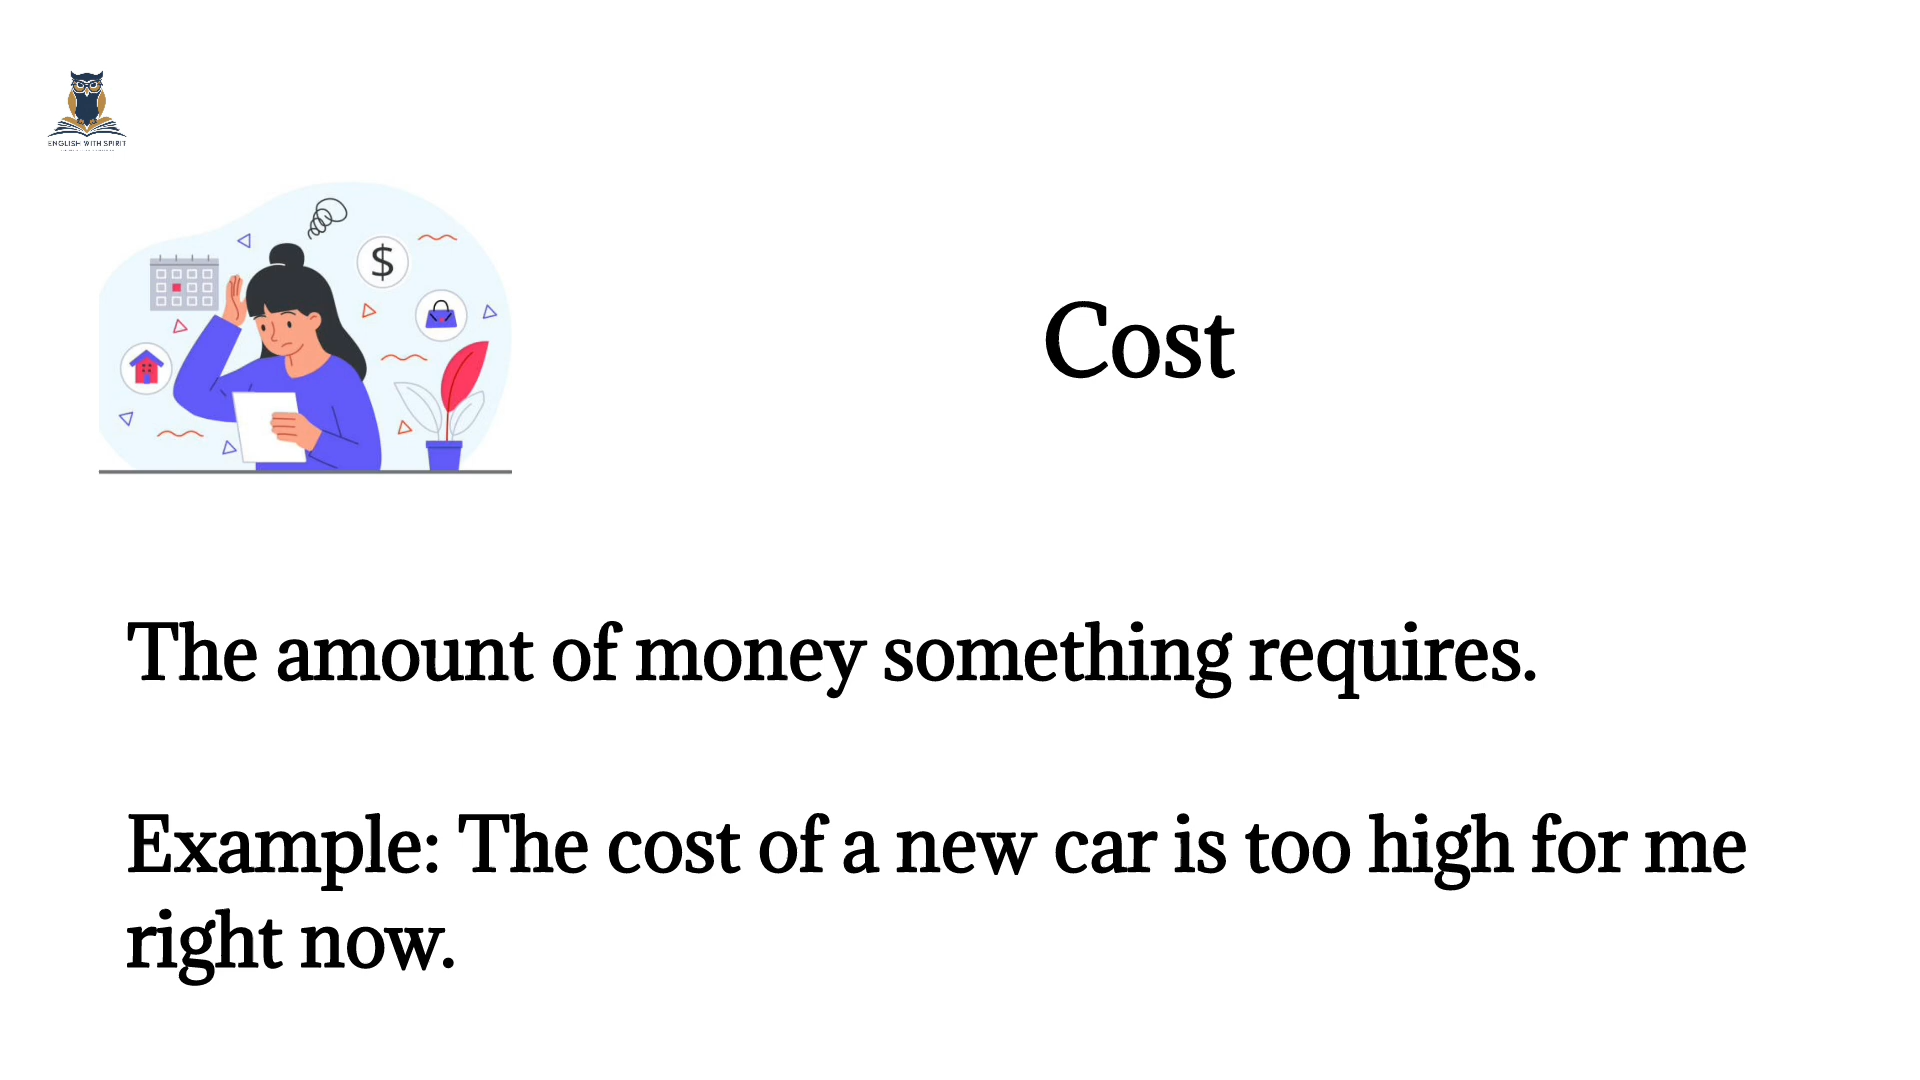 ENGLISH WITH SPIRIT
$
Cost
The amount of money something requires.
Example: The cost of a new car is too high for me
right now.